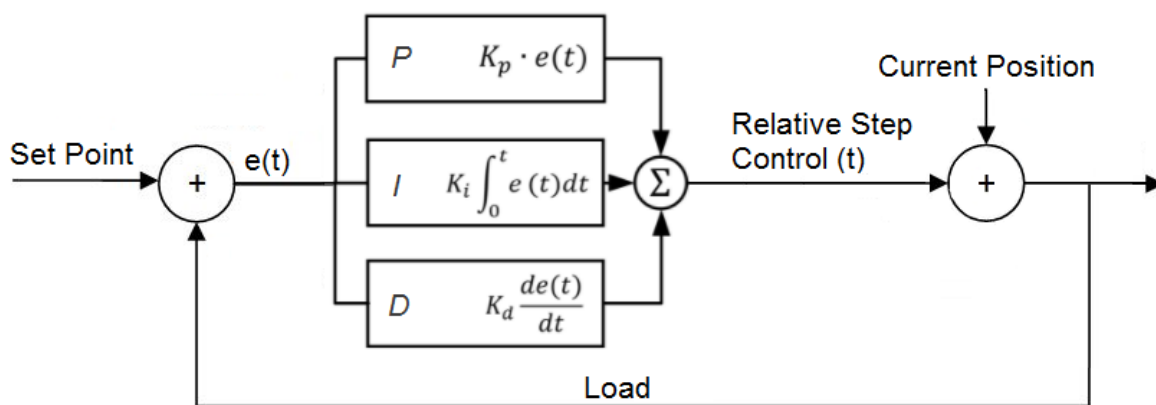 Set Point
+
e(t)
P K_p · e(t)
I K_i ∫_0^t e (t)dt
D K_d de(t)/dt
Σ
Relative Step
Control (t)
Current Position
+
Load